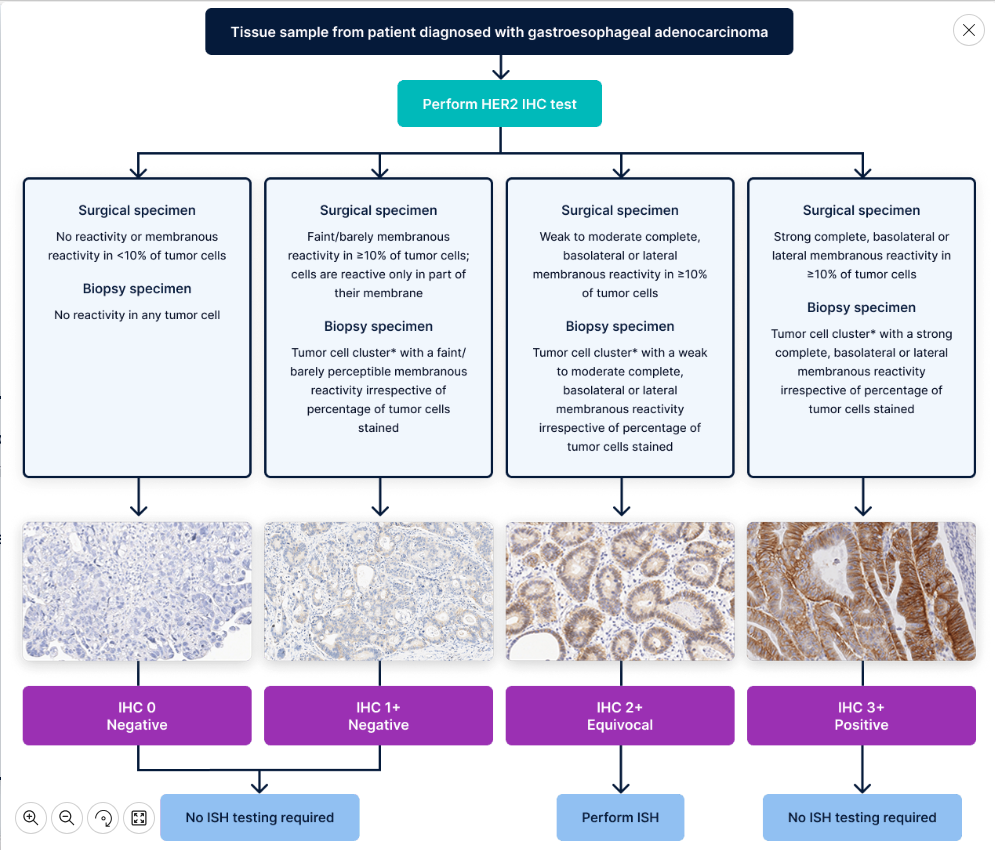 Tissue sample from patient diagnosed with gastroesophageal adenocarcinoma
Perform HER2 IHC test
Surgical specimen
No reactivity or membranous
reactivity in <10% of tumor cells
Biopsy specimen
No reactivity in any tumor cell
Surgical specimen
Faint/barely membranous
reactivity in ≥10% of tumor cells;
cells are reactive only in part of
their membrane
Biopsy specimen
Tumor cell cluster* with a faint/
barely perceptible membranous
reactivity irrespective of
percentage of tumor cells
stained
Surgical specimen
Weak to moderate complete,
basolateral or lateral
membranous reactivity in ≥10%
of tumor cells
Biopsy specimen
Tumor cell cluster* with a weak
to moderate complete,
basolateral or lateral
membranous reactivity
irrespective of percentage of
tumor cells stained
Surgical specimen
Strong complete, basolateral or
lateral membranous reactivity in
≥10% of tumor cells
Biopsy specimen
Tumor cell cluster* with a strong
complete, basolateral or lateral
membranous reactivity
irrespective of percentage of
tumor cells stained
IHC 0
Negative
IHC 1+
Negative
IHC 2+
Equivocal
IHC 3+
Positive
No ISH testing required
Perform ISH
No ISH testing required